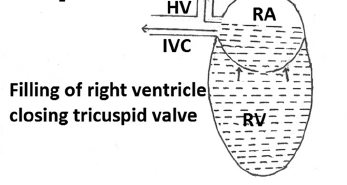 HV
RA
IVC
Filling of right ventricle
closing tricuspid valve
RV